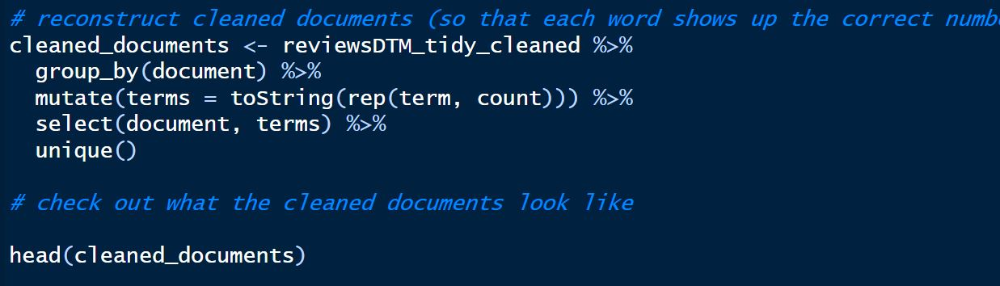 # reconstruct cleaned documents (so that each word shows up the correct
cleaned_documents <- reviewsDTM_tidy_cleaned %>%
  group_by(document) %>%
  mutate(terms = toString(rep(term, count))) %>%
  select(document, terms) %>%
  unique()
# check out what the cleaned documents look like
head(cleaned_documents)